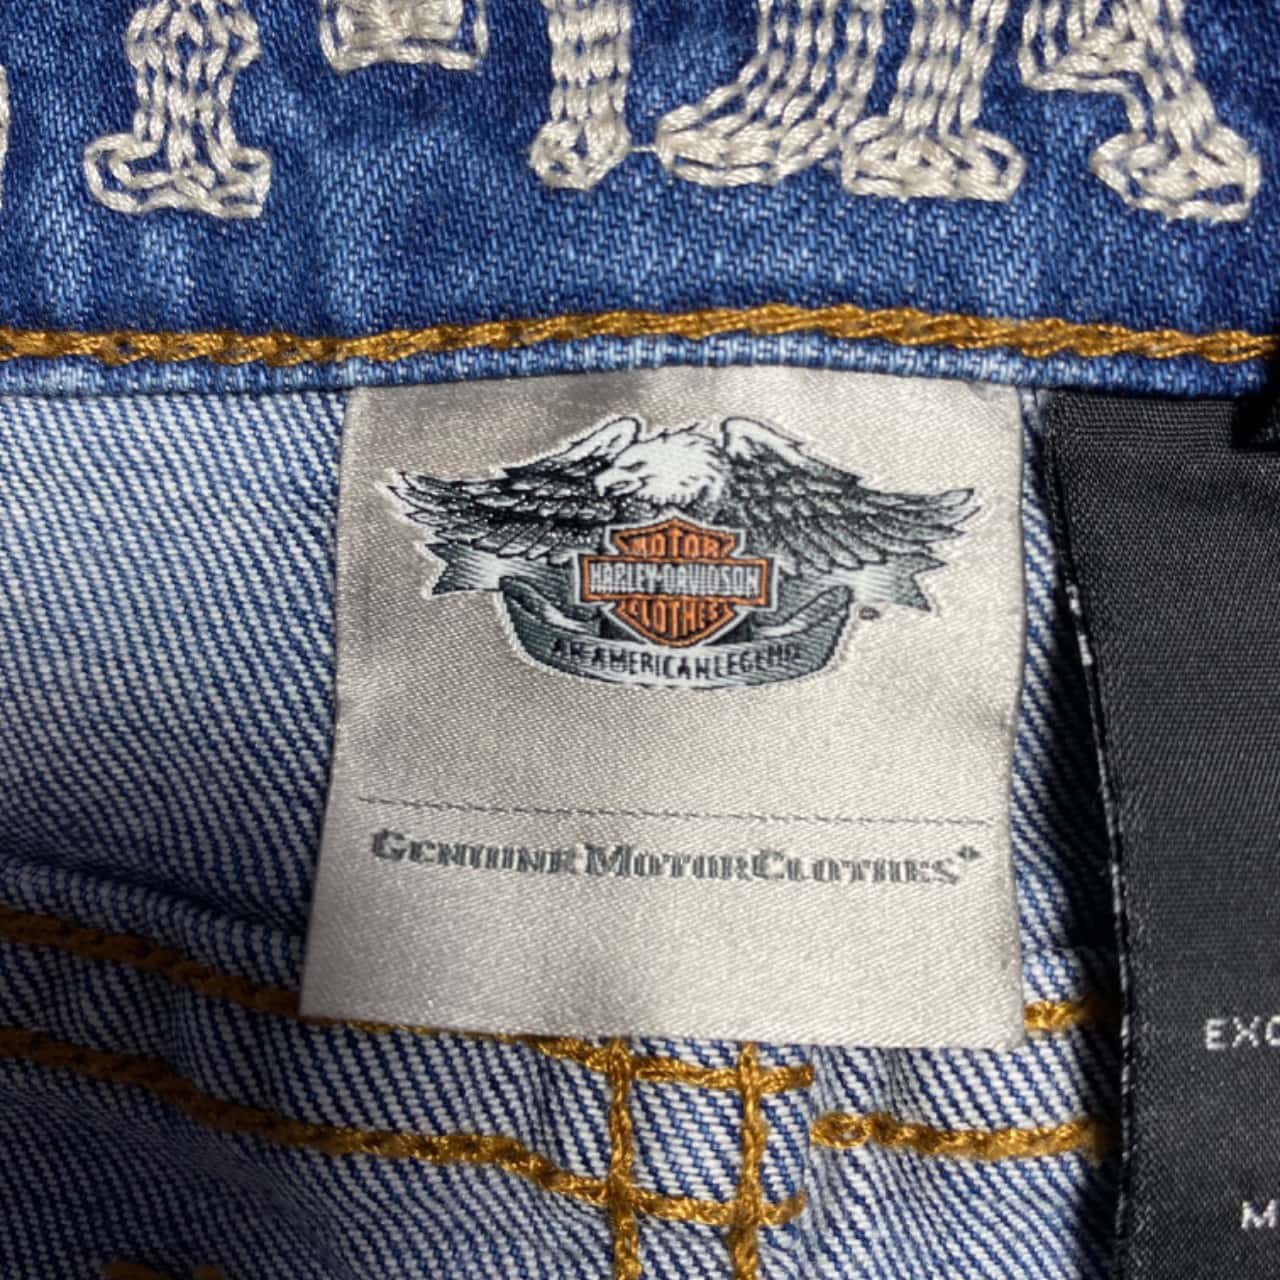 MOTOR
HARLEY-DAVIDSON
CLOTHES
®
AN AMERICAN LEGEND
GENUINE MOTORCLOTHES®
EXC
M